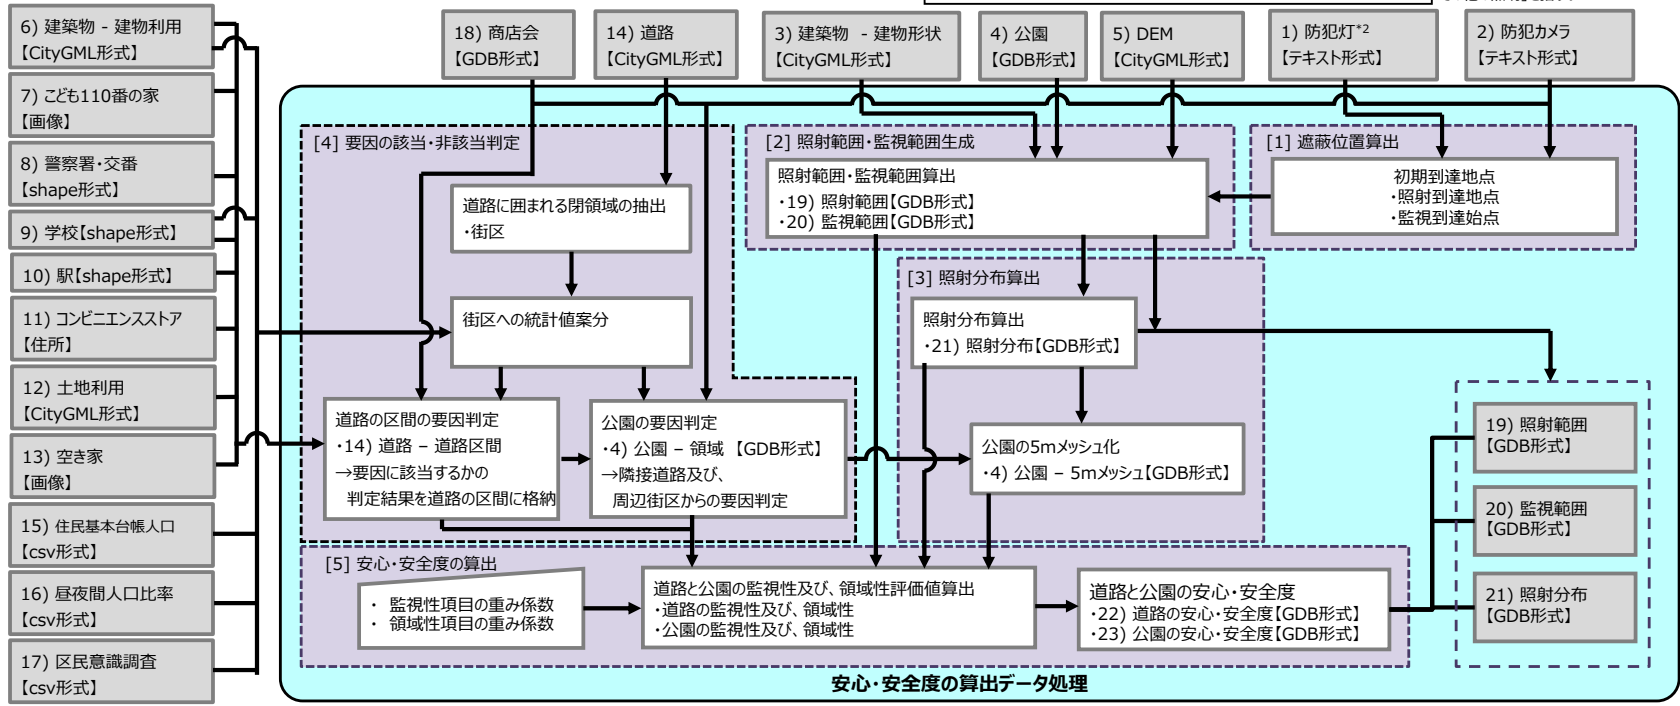 6) 建築物 - 建物利用
【CityGML形式】
7) こども110番の家
【画像】
8) 警察署・交番
【shape形式】
9) 学校【shape形式】
10) 駅【shape形式】
11) コンビニエンスストア
【住所】
12) 土地利用
【CityGML形式】
13) 空き家
【画像】
15) 住民基本台帳人口
【csv形式】
16) 昼夜間人口比率
【csv形式】
17) 区民意識調査
【csv形式】
18) 商店会
【GDB形式】
14) 道路
【CityGML形式】
3) 建築物 - 建物形状
【CityGML形式】
4) 公園
【GDB形式】
5) DEM
【CityGML形式】
1) 防犯灯*2
【テキスト形式】
2) 防犯カメラ
【テキスト形式】
[4] 要因の該当・非該当判定
道路に囲まれる閉領域の抽出
・街区
街区への統計値案分
道路の区間の要因判定
・14) 道路 – 道路区間
→要因に該当するかの
判定結果を道路の区間に格納
公園の要因判定
・4) 公園 – 領域 【GDB形式】
→隣接道路及び、
周辺街区からの要因判定
[2] 照射範囲・監視範囲生成
照射範囲・監視範囲算出
・19) 照射範囲【GDB形式】
・20) 監視範囲【GDB形式】
[1] 遮蔽位置算出
初期到達地点
・照射到達地点
・監視到達始点
[3] 照射分布算出
照射分布算出
・21) 照射分布【GDB形式】
公園の5mメッシュ化
・4) 公園 – 5mメッシュ【GDB形式】
[5] 安心・安全度の算出
・ 監視性項目の重み係数
・ 領域性項目の重み係数
道路と公園の監視性及び、領域性評価値算出
・道路の監視性及び、領域性
・公園の監視性及び、領域性
道路と公園の安心・安全度
・22) 道路の安心・安全度【GDB形式】
・23) 公園の安心・安全度【GDB形式】
19) 照射範囲
【GDB形式】
20) 監視範囲
【GDB形式】
21) 照射分布
【GDB形式】
安心・安全度の算出データ処理